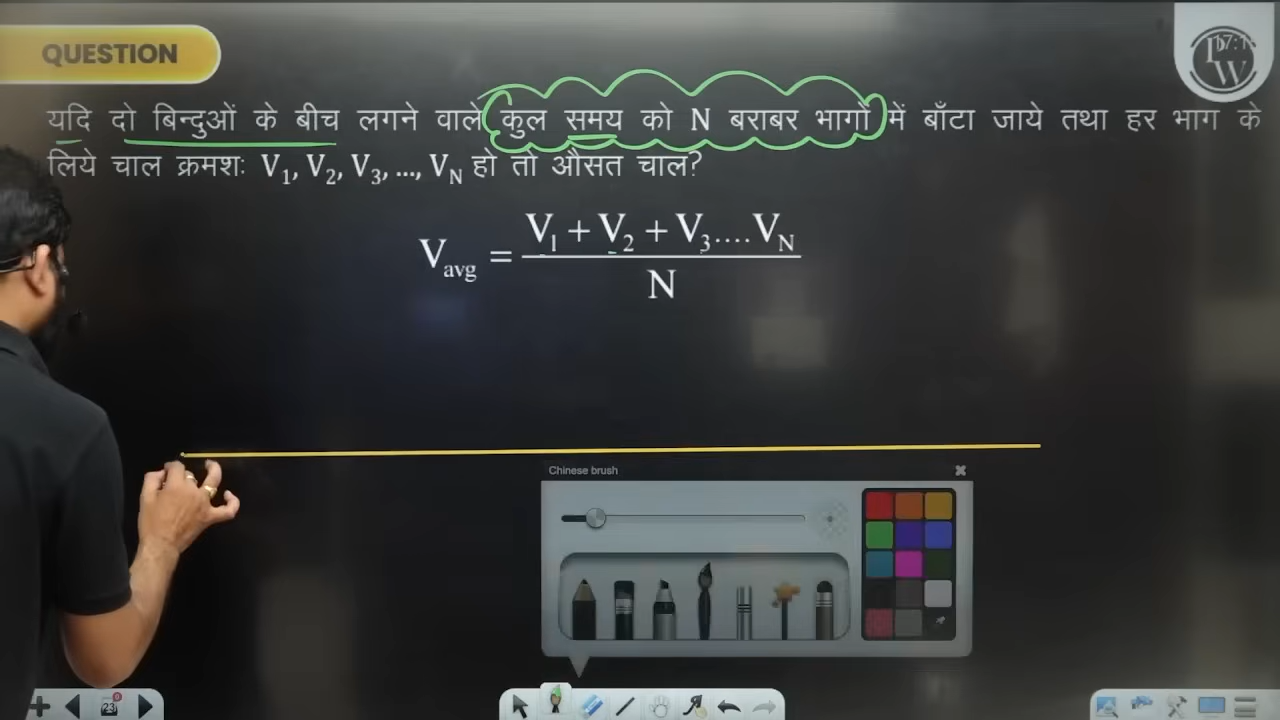 QUESTION
यदि दो बिन्दुओं के बीच लगने वाले कुल समय को N बराबर भागों में बाँटा जाये तथा हर भाग के
लिये चाल क्रमशः V₁, V₂, V₃, ..., V_N हो तो औसत चाल?
V_avg = (V₁ + V₂ + V₃....V_N) / N
Chinese brush
23